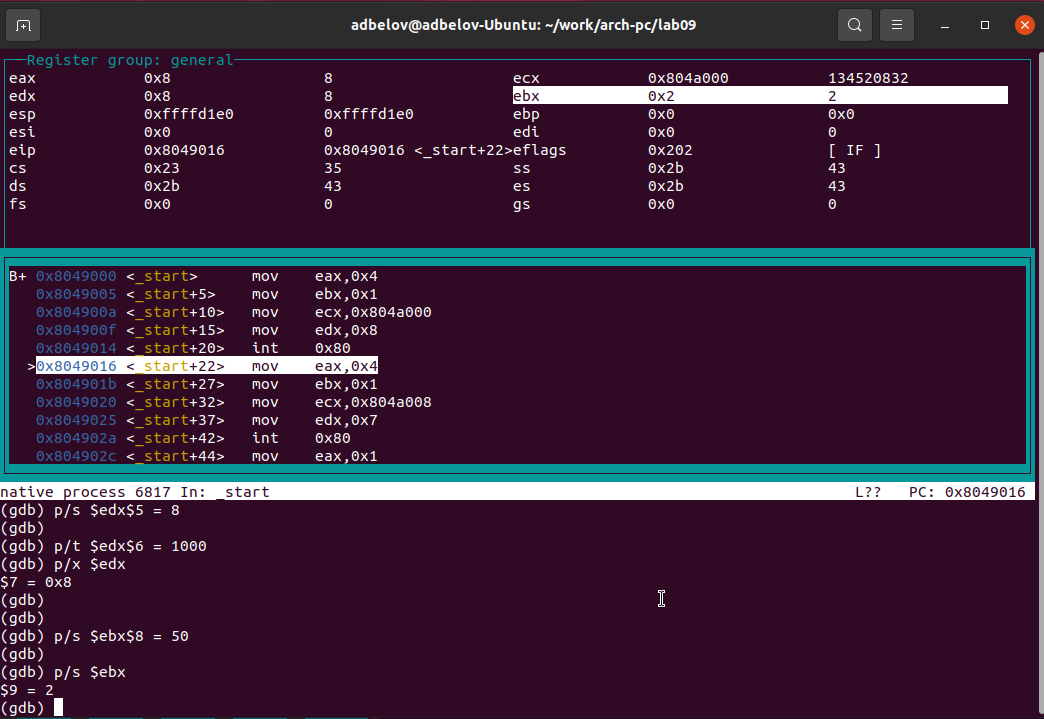 adbelov@adbelov-Ubuntu: ~/work/arch-pc/lab09
Register group: general
eax 0x8 8 ecx 0x804a000 134520832
edx 0x8 8 ebx 0x2 2
esp 0xffffd1e0 0xffffd1e0 ebp 0x0 0x0
esi 0x0 0 edi 0x0 0
eip 0x8049016 0x8049016 <_start+22>eflags 0x202 [ IF ]
cs 0x23 35 ss 0x2b 43
ds 0x2b 43 es 0x2b 43
fs 0x0 0 gs 0x0 0
B+ 0x8049000 <_start> mov eax,0x4
0x8049005 <_start+5> mov ebx,0x1
0x804900a <_start+10> mov ecx,0x804a000
0x804900f <_start+15> mov edx,0x8
0x8049014 <_start+20> int 0x80
>0x8049016 <_start+22> mov eax,0x4
0x804901b <_start+27> mov ebx,0x1
0x8049020 <_start+32> mov ecx,0x804a008
0x8049025 <_start+37> mov edx,0x7
0x804902a <_start+42> int 0x80
0x804902c <_start+44> mov eax,0x1
native process 6817 In: _start L?? PC: 0x8049016
(gdb) p/s $edx$5 = 8
(gdb)
(gdb) p/t $edx$6 = 1000
(gdb) p/x $edx
$7 = 0x8
(gdb)
(gdb)
(gdb) p/s $ebx$8 = 50
(gdb)
(gdb) p/s $ebx
$9 = 2
(gdb)